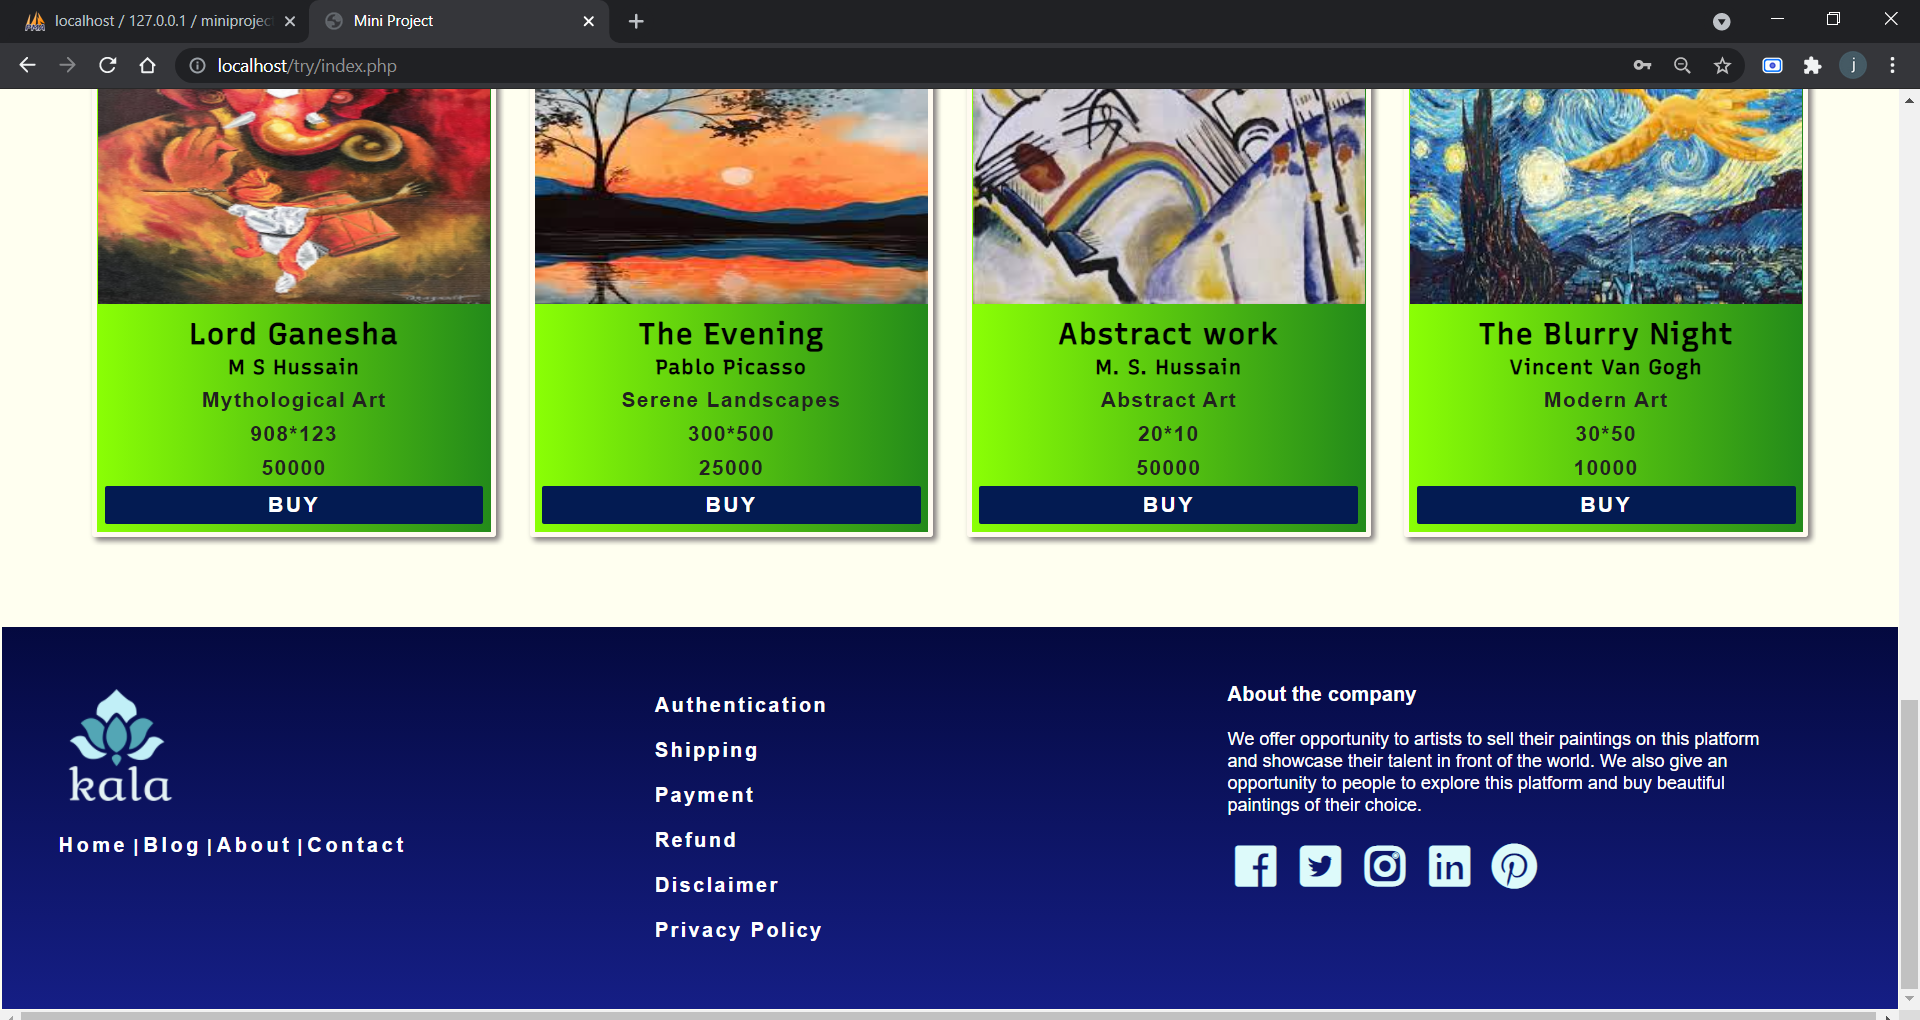 localhost / 127.0.0.1 / miniprojec
Mini Project
localhost/try/index.php
j
Lord Ganesha
M S Hussain
Mythological Art
908*123
50000
BUY
The Evening
Pablo Picasso
Serene Landscapes
300*500
25000
BUY
Abstract work
M. S. Hussain
Abstract Art
20*10
50000
BUY
The Blurry Night
Vincent Van Gogh
Modern Art
30*50
10000
BUY
kala
Home |Blog |About |Contact
Authentication
Shipping
Payment
Refund
Disclaimer
Privacy Policy
About the company
We offer opportunity to artists to sell their paintings on this platform
and showcase their talent in front of the world. We also give an
opportunity to people to explore this platform and buy beautiful
paintings of their choice.